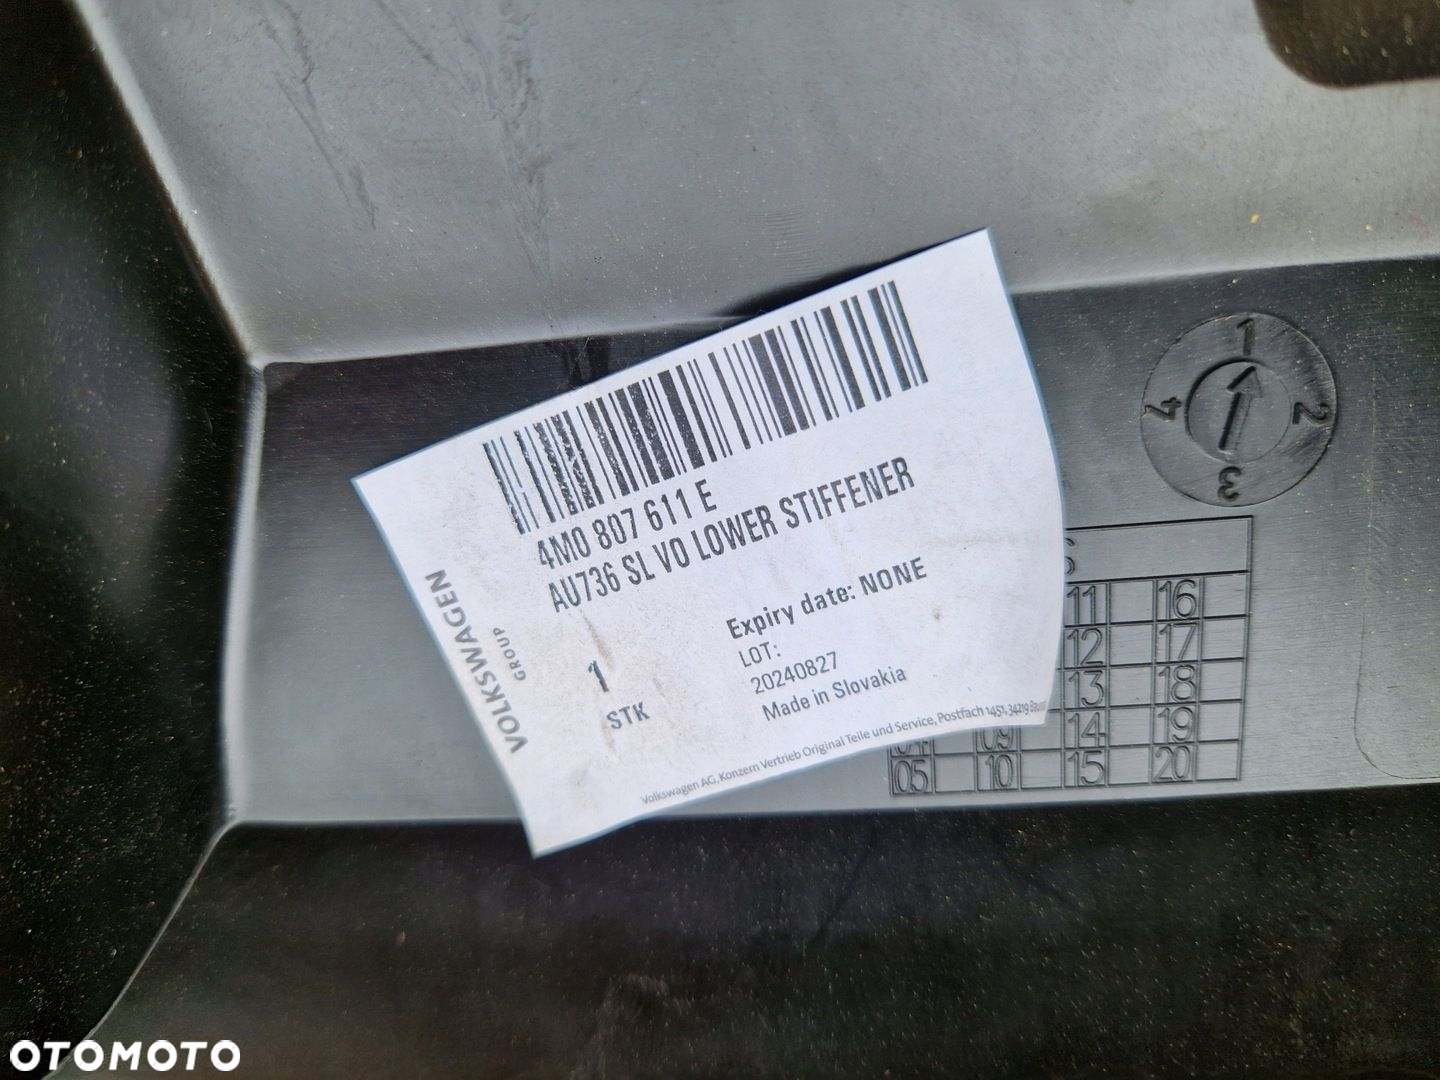 4M0 807 611 E
AU736 SL VO LOWER STIFFENER
Expiry date: NONE
LOT:
20240827
Made in Slovakia
1
STK
VOLKSWAGEN
GROUP
Volkswagen AG, Konzern Vertrieb Original Teile und Service, Postfach 1451, 34219
1
2
3
4
11 16
12 17
13 18
09 14 19
05 10 15 20
OTOMOTO